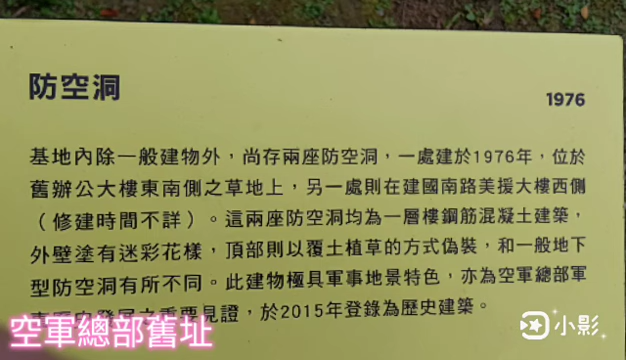 防空洞
1976
基地內除一般建物外，尚存兩座防空洞，一處建於1976年，位於
舊辦公大樓東南側之草地上，另一處則在建國南路美援大樓西側
（修建時間不詳）。這兩座防空洞均為一層樓鋼筋混凝土建築，
外壁塗有迷彩花樣，頂部則以覆土植草的方式偽裝，和一般地下
型防空洞有所不同。此建物極具軍事地景特色，亦為空軍總部軍
發展之重要見證，於2015年登錄為歷史建築。
空軍總部舊址
小影